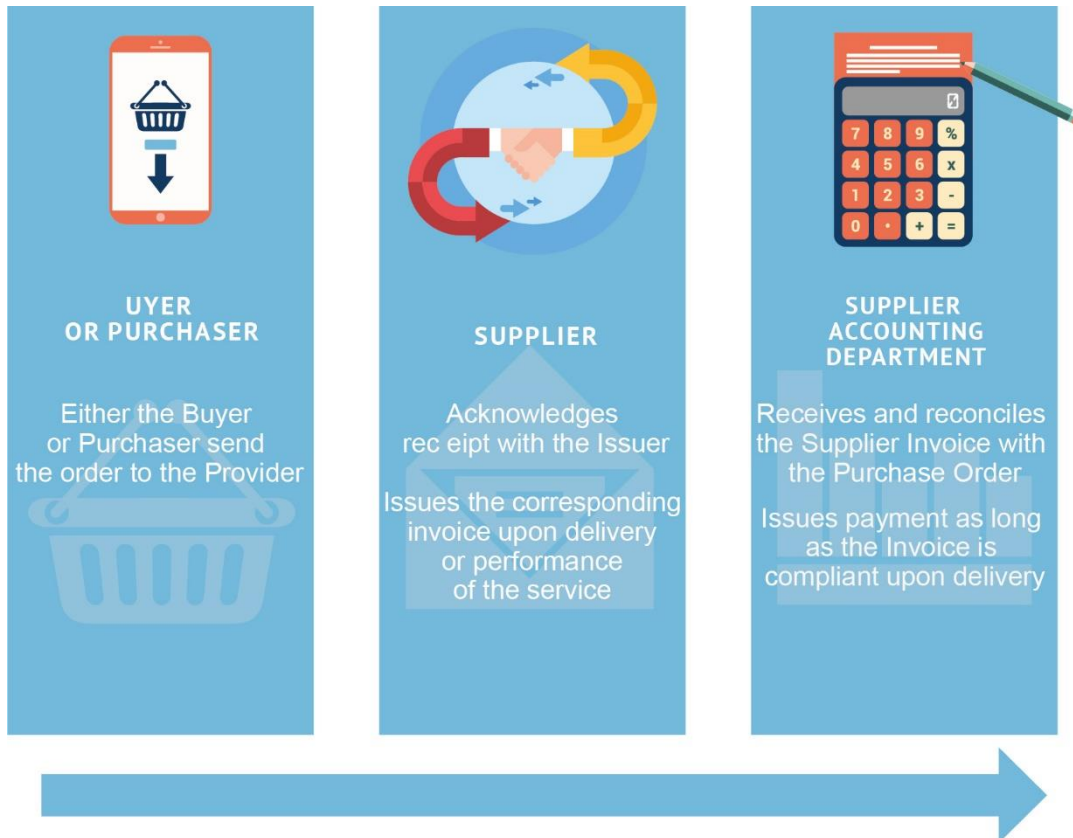 UYER
OR PURCHASER
Either the Buyer
or Purchaser send
the order to the Provider
SUPPLIER
Acknowledges
rec eipt with the Issuer
Issues the corresponding
invoice upon delivery
or performance
of the service
0
7 8 9 %
4 5 6 x
1 2 3 -
0 • + =
SUPPLIER
ACCOUNTING
DEPARTMENT
Receives and reconciles
the Supplier Invoice with
the Purchase Order
Issues payment as long
as the Invoice is
compliant upon delivery